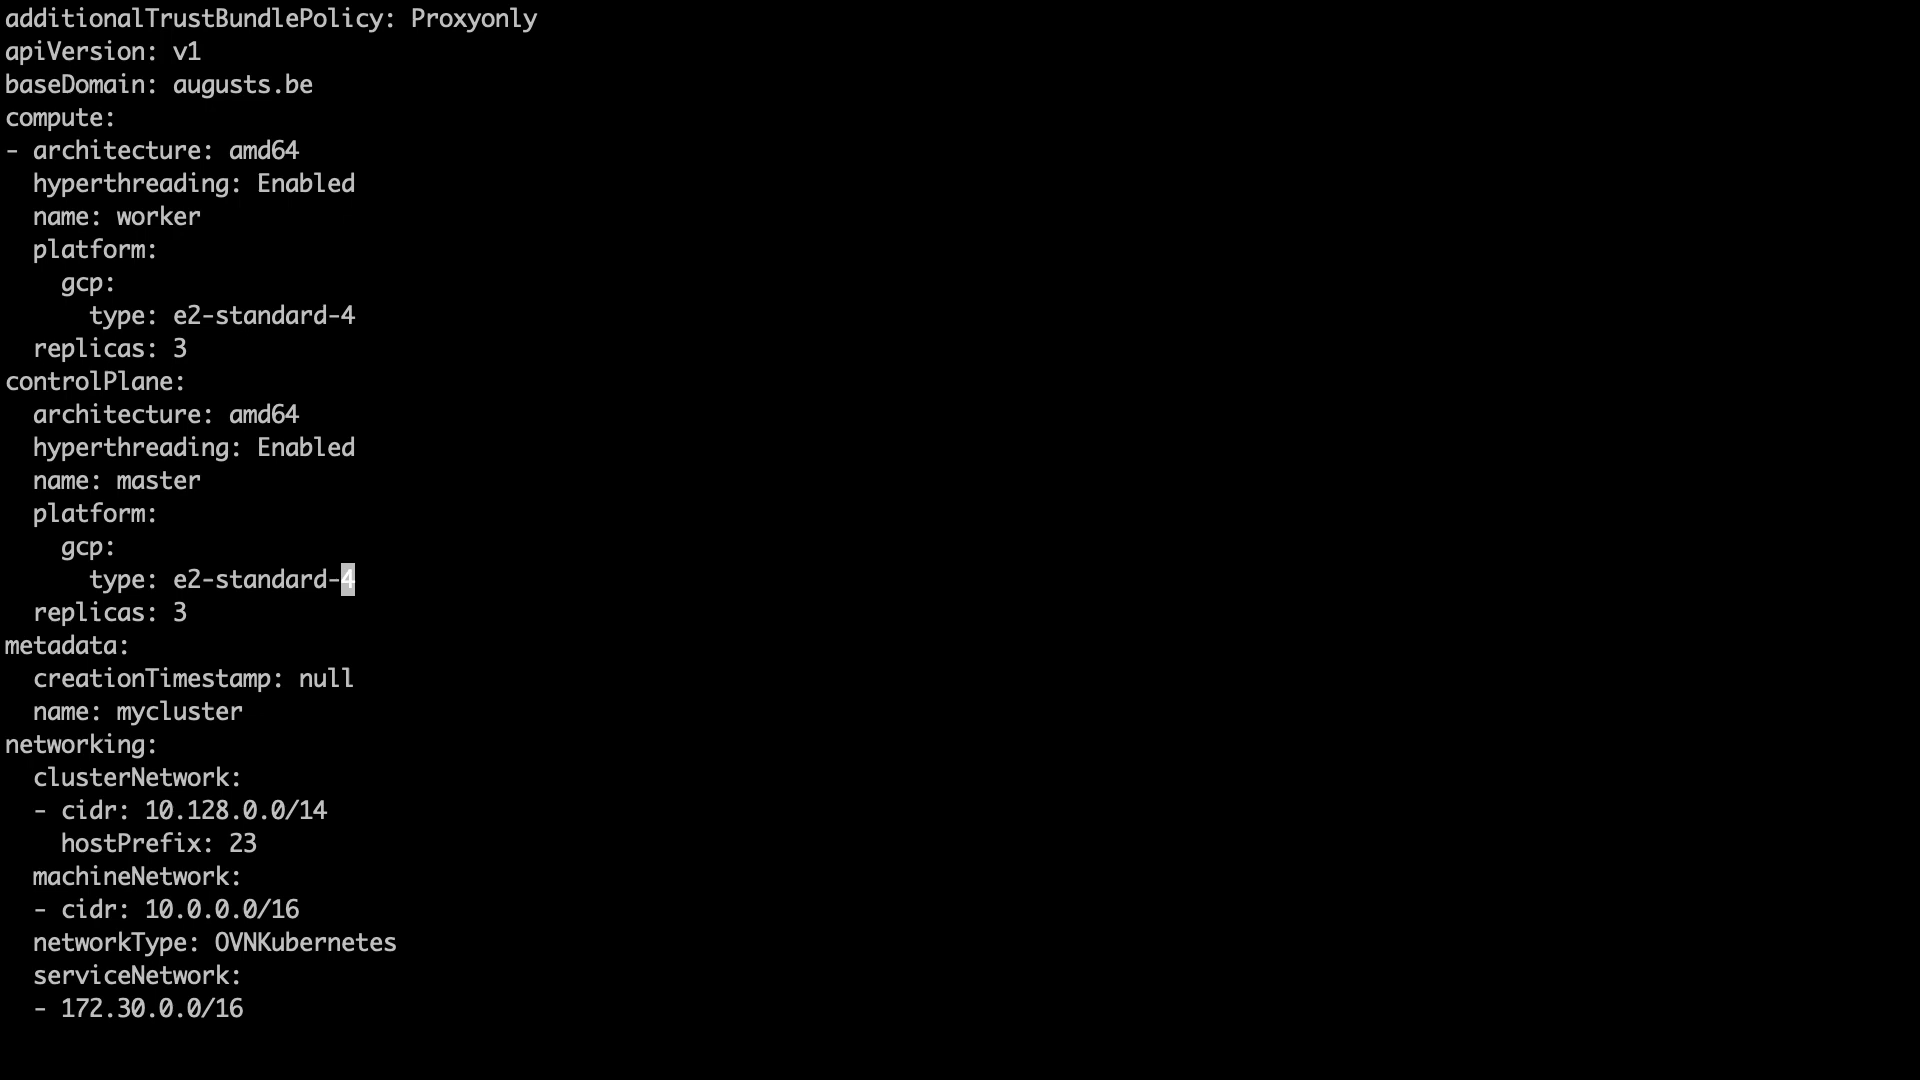 additionalTrustBundlePolicy: Proxyonly
apiVersion: v1
baseDomain: augusts.be
compute:
- architecture: amd64
  hyperthreading: Enabled
  name: worker
  platform:
    gcp:
      type: e2-standard-4
  replicas: 3
controlPlane:
  architecture: amd64
  hyperthreading: Enabled
  name: master
  platform:
    gcp:
      type: e2-standard-4
  replicas: 3
metadata:
  creationTimestamp: null
  name: mycluster
networking:
  clusterNetwork:
  - cidr: 10.128.0.0/14
    hostPrefix: 23
  machineNetwork:
  - cidr: 10.0.0.0/16
  networkType: OVNKubernetes
  serviceNetwork:
  - 172.30.0.0/16